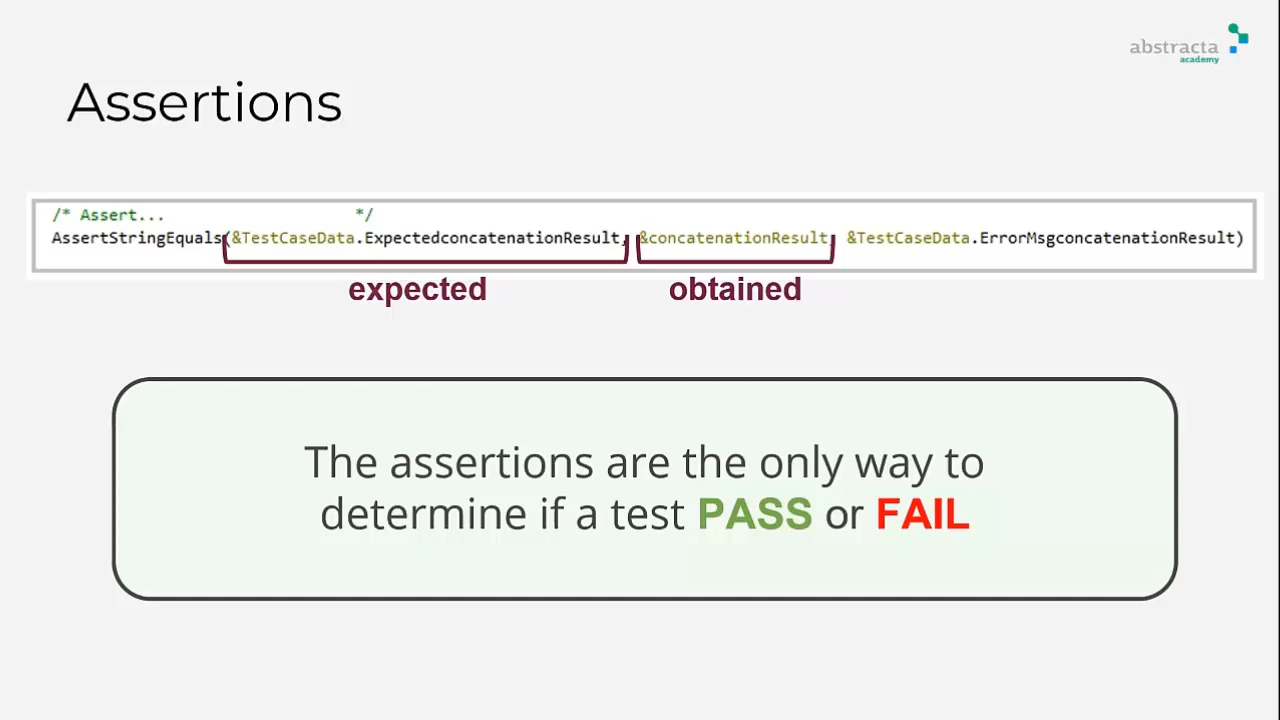 abstracta
academy
Assertions
/* Assert... */
AssertStringEquals(&TestCaseData.ExpectedconcatenationResult, &concatenationResult, &TestCaseData.ErrorMsgconcatenationResult)
expected obtained
The assertions are the only way to
determine if a test PASS or FAIL